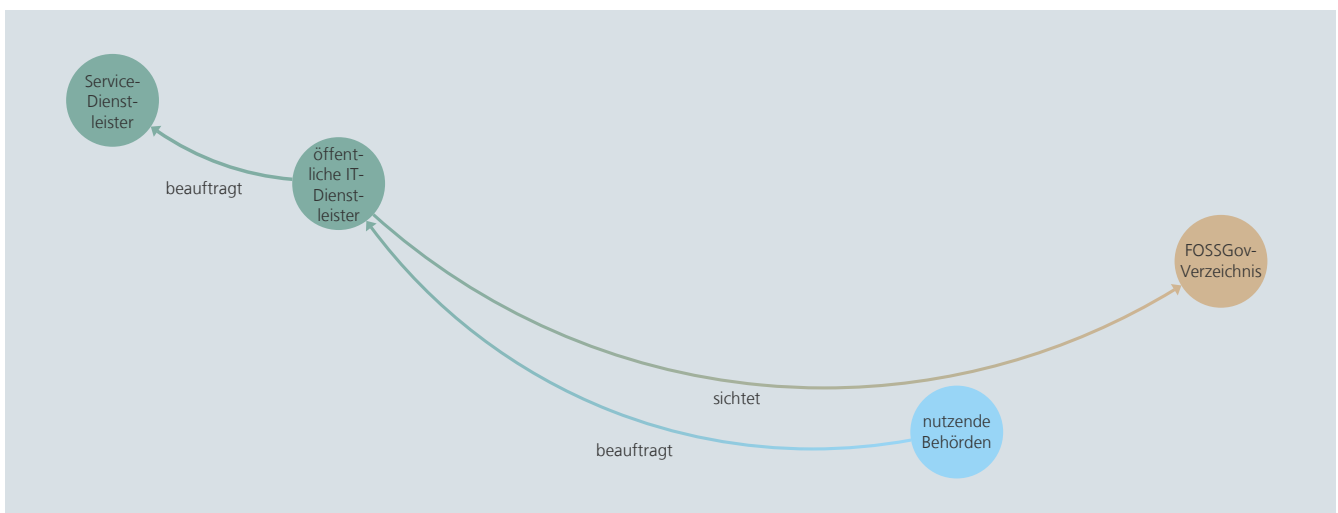 Service-
Dienst-
leister
beauftragt
öffent-
liche IT-
Dienst-
leister
FOSSGov-
Verzeichnis
sichtet
beauftragt
nutzende
Behörden